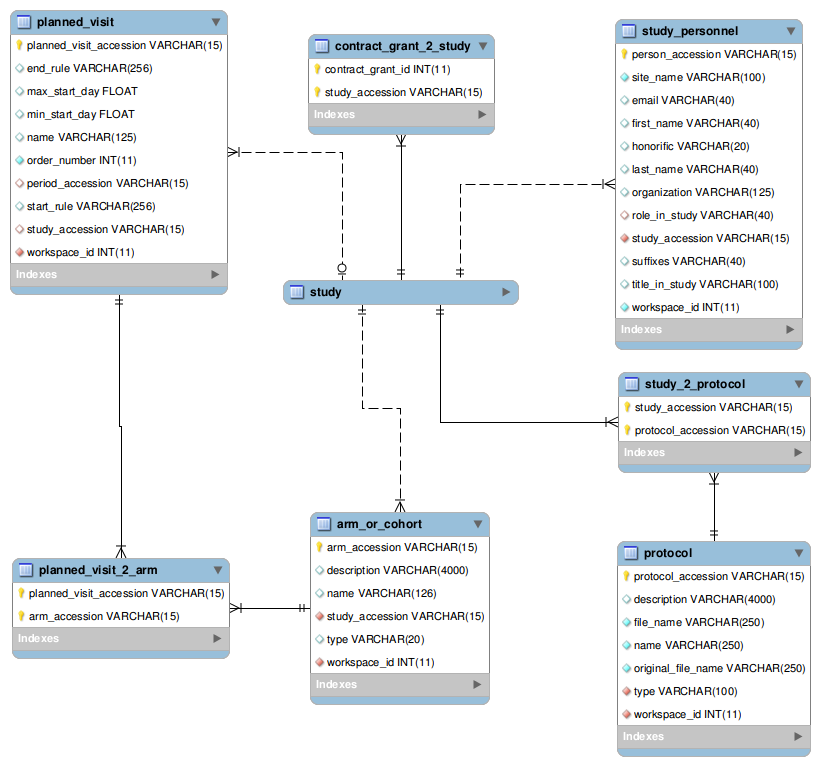 planned_visit
planned_visit_accession VARCHAR(15)
end_rule VARCHAR(256)
max_start_day FLOAT
min_start_day FLOAT
name VARCHAR(125)
order_number INT(11)
period_accession VARCHAR(15)
start_rule VARCHAR(256)
study_accession VARCHAR(15)
workspace_id INT(11)
Indexes
contract_grant_2_study
contract_grant_id INT(11)
study_accession VARCHAR(15)
Indexes
study_personnel
person_accession VARCHAR(15)
site_name VARCHAR(100)
email VARCHAR(40)
first_name VARCHAR(40)
honorific VARCHAR(20)
last_name VARCHAR(40)
organization VARCHAR(125)
role_in_study VARCHAR(40)
study_accession VARCHAR(15)
suffixes VARCHAR(40)
title_in_study VARCHAR(100)
workspace_id INT(11)
Indexes
study
study_2_protocol
study_accession VARCHAR(15)
protocol_accession VARCHAR(15)
Indexes
planned_visit_2_arm
planned_visit_accession VARCHAR(15)
arm_accession VARCHAR(15)
Indexes
arm_or_cohort
arm_accession VARCHAR(15)
description VARCHAR(4000)
name VARCHAR(126)
study_accession VARCHAR(15)
type VARCHAR(20)
workspace_id INT(11)
Indexes
protocol
protocol_accession VARCHAR(15)
description VARCHAR(4000)
file_name VARCHAR(250)
name VARCHAR(250)
original_file_name VARCHAR(250)
type VARCHAR(100)
workspace_id INT(11)
Indexes